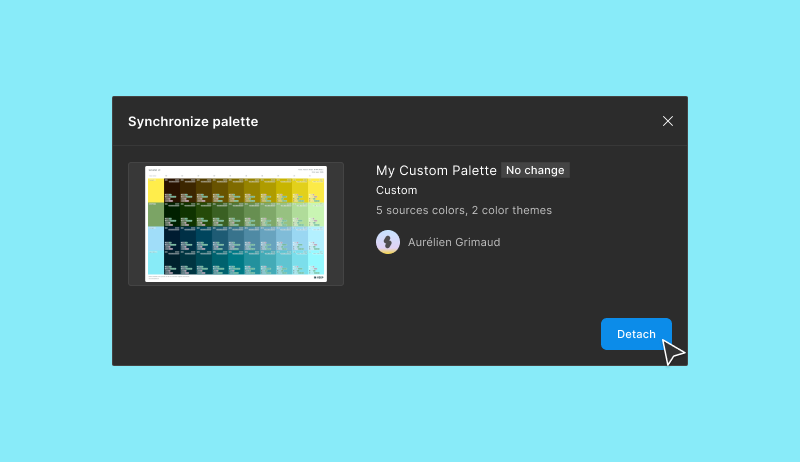 Synchronize palette
My Custom Palette No change
Custom
5 sources colors, 2 color themes
Aurélien Grimaud
Detach